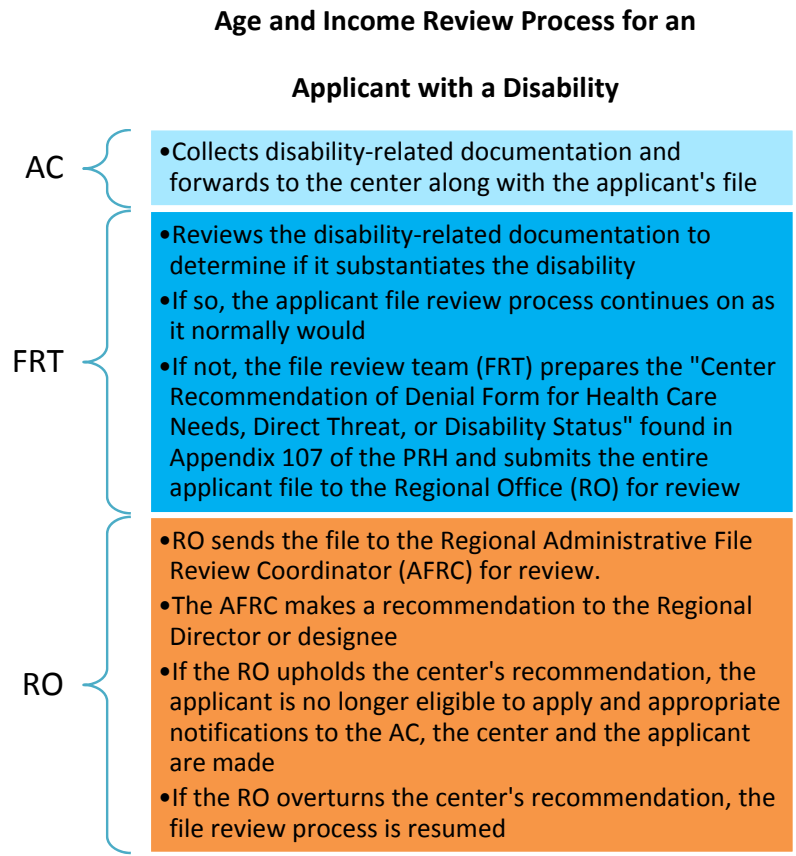 Age and Income Review Process for an
Applicant with a Disability
AC
•Collects disability-related documentation and
forwards to the center along with the applicant's file
FRT
•Reviews the disability-related documentation to
determine if it substantiates the disability
•If so, the applicant file review process continues on as
it normally would
•If not, the file review team (FRT) prepares the "Center
Recommendation of Denial Form for Health Care
Needs, Direct Threat, or Disability Status" found in
Appendix 107 of the PRH and submits the entire
applicant file to the Regional Office (RO) for review
RO
•RO sends the file to the Regional Administrative File
Review Coordinator (AFRC) for review.
•The AFRC makes a recommendation to the Regional
Director or designee
•If the RO upholds the center's recommendation, the
applicant is no longer eligible to apply and appropriate
notifications to the AC, the center and the applicant
are made
•If the RO overturns the center's recommendation, the
file review process is resumed